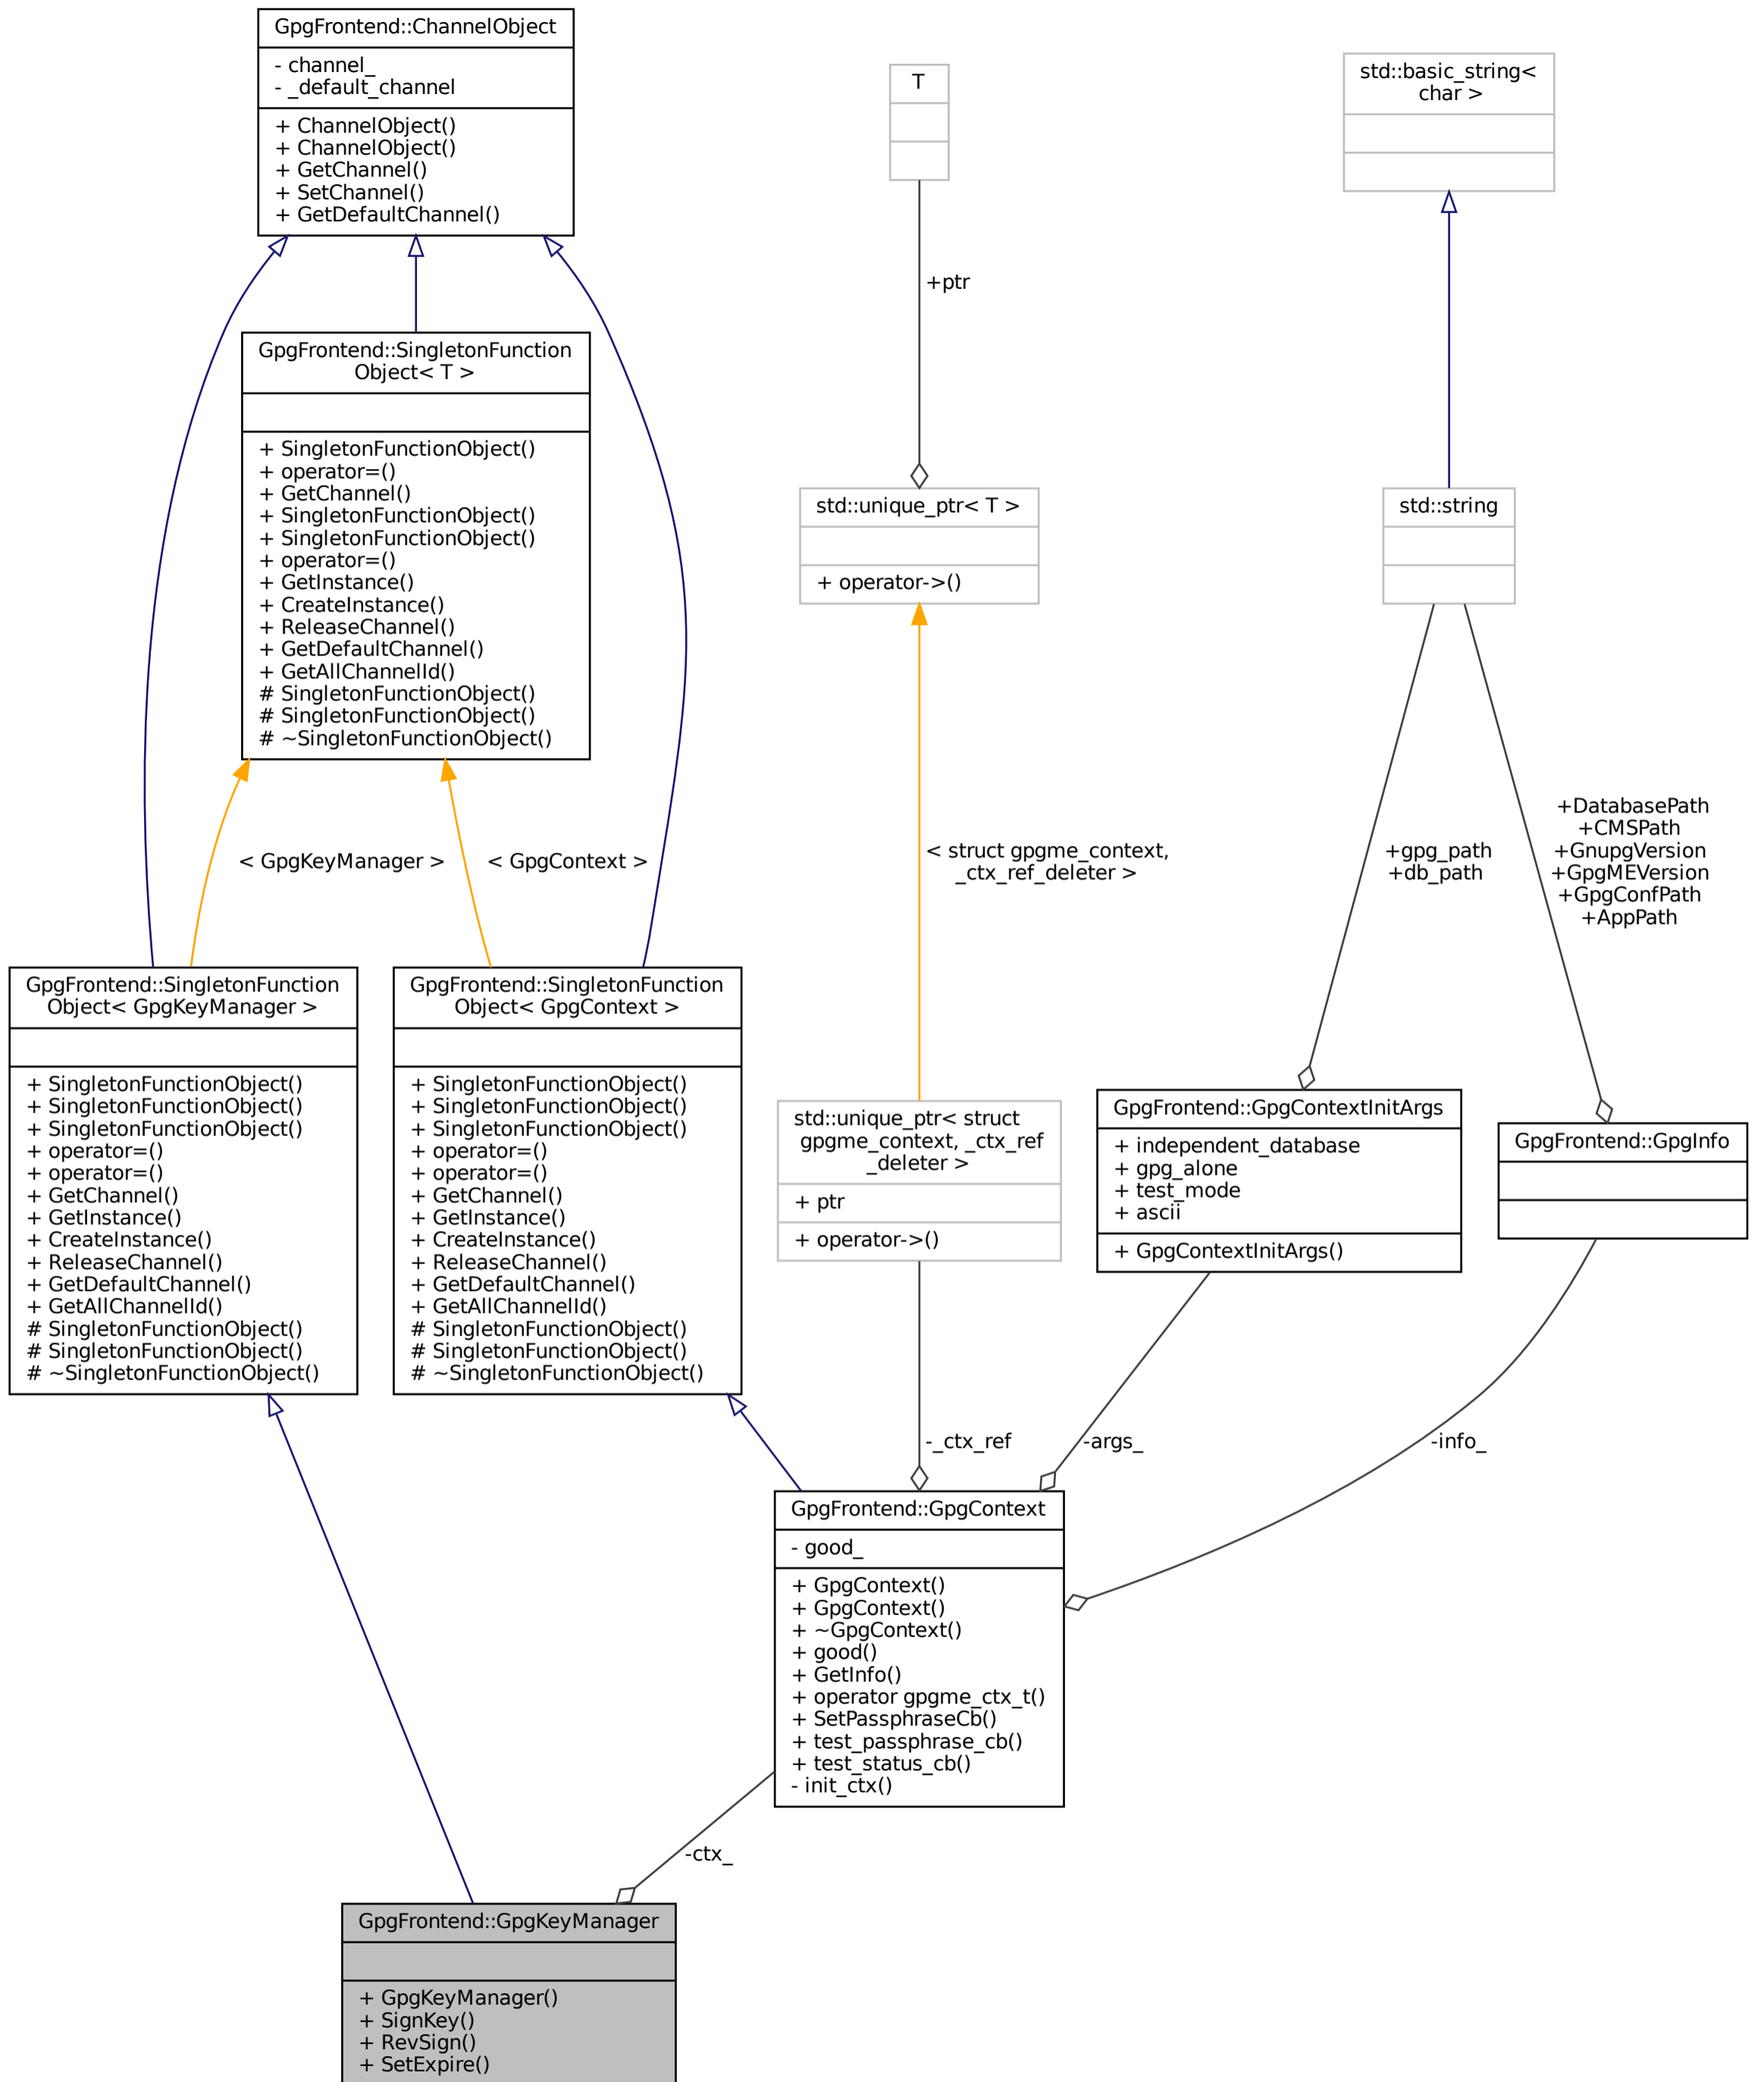 GpgFrontend::ChannelObject
- channel_
- _default_channel
+ ChannelObject()
+ ChannelObject()
+ GetChannel()
+ SetChannel()
+ GetDefaultChannel()
T
std::basic_string<
char >
+ptr
GpgFrontend::SingletonFunction
Object< T >
+ SingletonFunctionObject()
+ operator=()
+ GetChannel()
+ SingletonFunctionObject()
+ SingletonFunctionObject()
+ operator=()
+ GetInstance()
+ CreateInstance()
+ ReleaseChannel()
+ GetDefaultChannel()
+ GetAllChannelId()
# SingletonFunctionObject()
# SingletonFunctionObject()
# ~SingletonFunctionObject()
std::unique_ptr< T >
+ operator->()
std::string
< GpgKeyManager >
< GpgContext >
< struct gpgme_context,
_ctx_ref_deleter >
+gpg_path
+db_path
+DatabasePath
+CMSPath
+GnupgVersion
+GpgMEVersion
+GpgConfPath
+AppPath
GpgFrontend::SingletonFunction
Object< GpgKeyManager >
+ SingletonFunctionObject()
+ SingletonFunctionObject()
+ SingletonFunctionObject()
+ operator=()
+ operator=()
+ GetChannel()
+ GetInstance()
+ CreateInstance()
+ ReleaseChannel()
+ GetDefaultChannel()
+ GetAllChannelId()
# SingletonFunctionObject()
# SingletonFunctionObject()
# ~SingletonFunctionObject()
GpgFrontend::SingletonFunction
Object< GpgContext >
+ SingletonFunctionObject()
+ SingletonFunctionObject()
+ SingletonFunctionObject()
+ operator=()
+ operator=()
+ GetChannel()
+ GetInstance()
+ CreateInstance()
+ ReleaseChannel()
+ GetDefaultChannel()
+ GetAllChannelId()
# SingletonFunctionObject()
# SingletonFunctionObject()
# ~SingletonFunctionObject()
std::unique_ptr< struct
gpgme_context, _ctx_ref
_deleter >
+ ptr
+ operator->()
GpgFrontend::GpgContextInitArgs
+ independent_database
+ gpg_alone
+ test_mode
+ ascii
+ GpgContextInitArgs()
GpgFrontend::GpgInfo
-_ctx_ref
-args_
-info_
GpgFrontend::GpgContext
- good_
+ GpgContext()
+ GpgContext()
+ ~GpgContext()
+ good()
+ GetInfo()
+ operator gpgme_ctx_t()
+ SetPassphraseCb()
+ test_passphrase_cb()
+ test_status_cb()
- init_ctx()
-ctx_
GpgFrontend::GpgKeyManager
+ GpgKeyManager()
+ SignKey()
+ RevSign()
+ SetExpire()